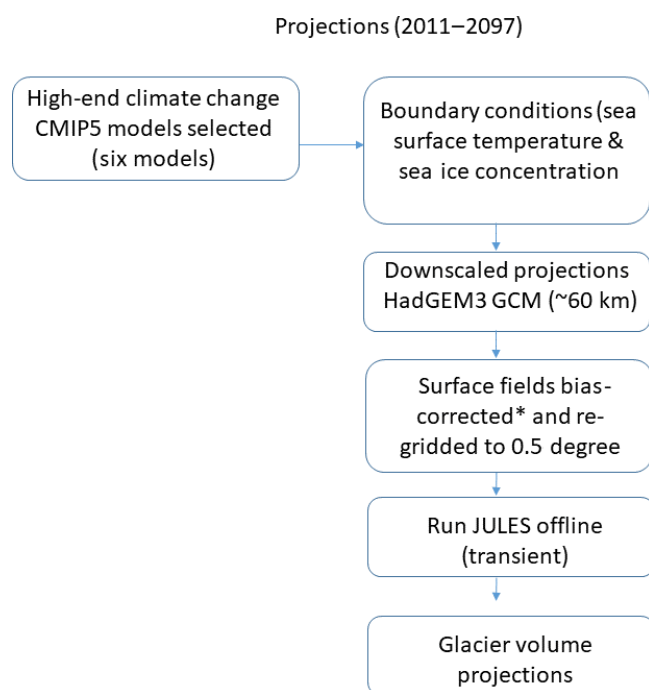 Projections (2011–2097)
High-end climate change
CMIP5 models selected
(six models)
Boundary conditions (sea
surface temperature &
sea ice concentration
Downscaled projections
HadGEM3 GCM (~60 km)
Surface fields bias-
corrected* and re-
gridded to 0.5 degree
Run JULES offline
(transient)
Glacier volume
projections